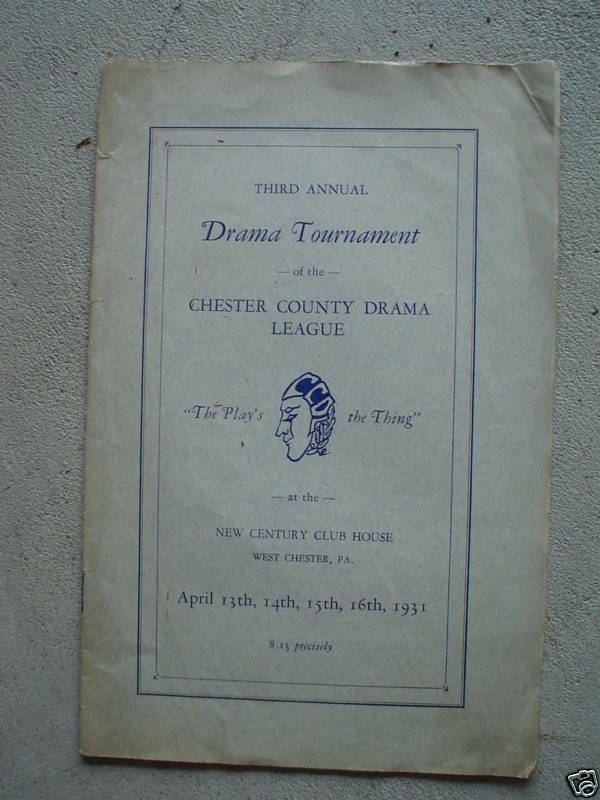 THIRD ANNUAL
Drama Tournament
— of the —
CHESTER COUNTY DRAMA
LEAGUE
"The Play's the Thing"
CCDL
— at the —
NEW CENTURY CLUB HOUSE
WEST CHESTER, PA.
April 13th, 14th, 15th, 16th, 1931
8:15 precisely